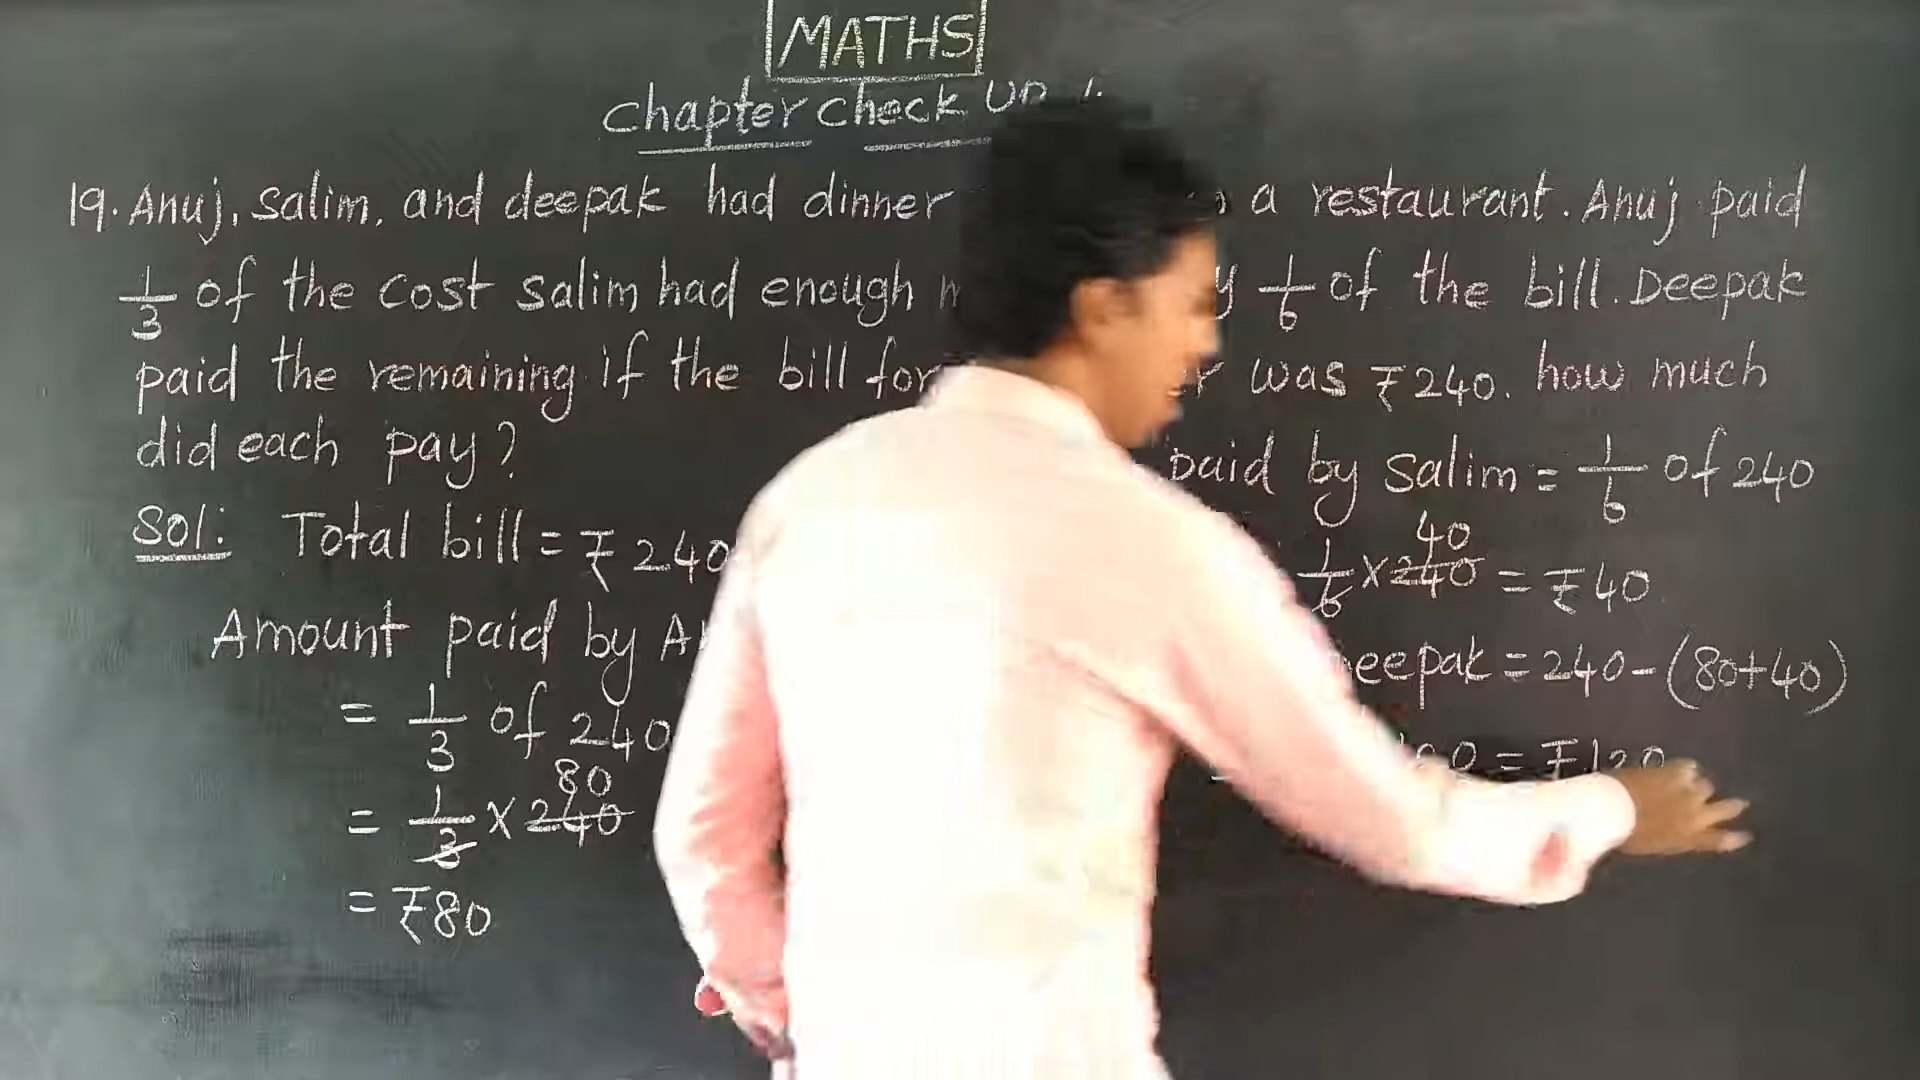 MATHS
Chapter Check UP
19. Anuj, Salim, and deepak had dinner a restaurant. Anuj paid
1/3 of the Cost Salim had enough 1/6 of the bill. Deepak
paid the remaining if the bill for was ₹240. how much
did each pay?
Sol: Total bill = ₹240
Amount paid by
= 1/3 of 240
80
= 1/3 × 240
= ₹80
paid by Salim = 1/6 of 240
40
1/6 × 240 = ₹40
Deepak = 240 - (80+40)
= ₹120